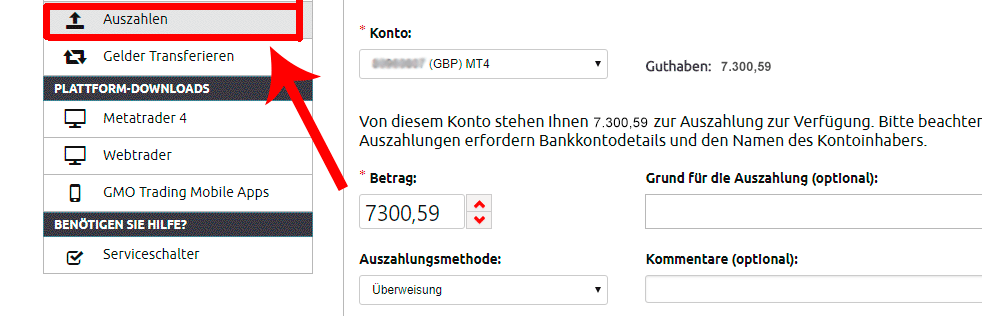 Auszahlen
Gelder Transferieren
PLATTFORM-DOWNLOADS
Metatrader 4
Webtrader
GMO Trading Mobile Apps
BENÖTIGEN SIE HILFE?
Serviceschalter
* Konto:
(GBP) MT4
Guthaben: 7.300,59
Von diesem Konto stehen Ihnen 7.300,59 zur Auszahlung zur Verfügung. Bitte beachten
Auszahlungen erfordern Bankkontodetails und den Namen des Kontoinhabers.
* Betrag:
Grund für die Auszahlung (optional):
7300,59
Auszahlungsmethode:
Kommentare (optional):
Überweisung